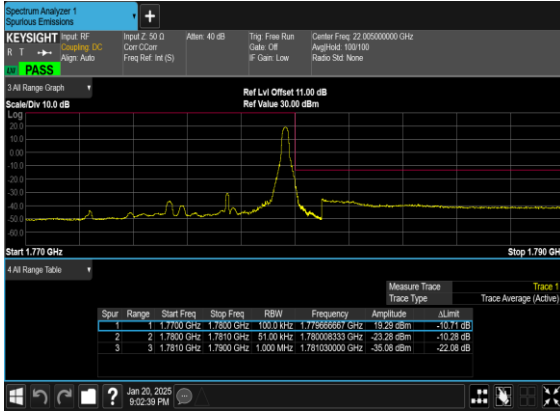 Spectrum Analyzer 1
Spurious Emissions
+
KEYSIGHT Input: RF Input Z: 50 Ω Atten: 40 dB Trig: Free Run Center Freq: 22.005000000 GHz
R T Coupling: DC Corr CCorr Gate: Off Avg|Hold: 100/100
Align: Auto Freq Ref: Int (S) IF Gain: Low Radio Std: None
PASS
3 All Range Graph
Ref Lvl Offset 11.00 dB
Scale/Div 10.0 dB Ref Value 30.00 dBm
Log
20.0
10.0
0.00
-10.0
-20.0
-30.0
-40.0
-50.0
-60.0
Start 1.770 GHz Stop 1.790 GH
4 All Range Table
Measure Trace Trace 1
Trace Type Trace Average (Active)
Spur Range Start Freq Stop Freq RBW Frequency Amplitude ΔLimit
1 1 1.7700 GHz 1.7800 GHz 100.0 kHz 1.779666667 GHz 19.29 dBm -10.71 dB
2 2 1.7800 GHz 1.7810 GHz 51.00 kHz 1.780008333 GHz -23.28 dBm -10.28 dB
3 3 1.7810 GHz 1.7900 GHz 1.000 MHz 1.781030000 GHz -35.08 dBm -22.08 dB
? Jan 20, 2025
9:02:39 PM